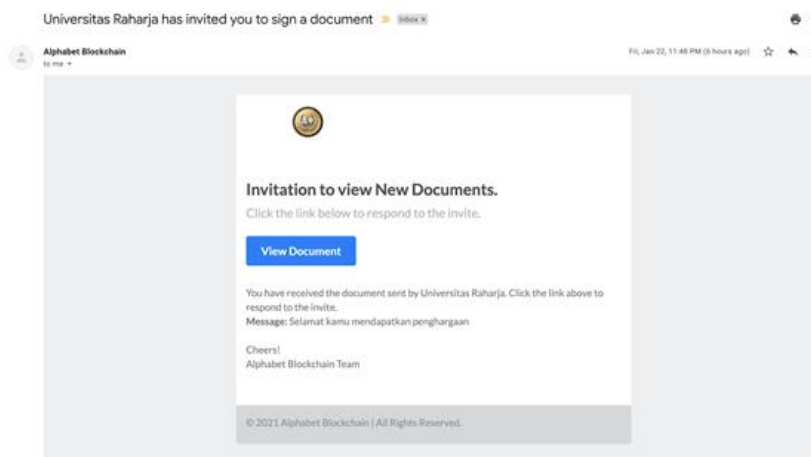 Universitas Raharja has invited you to sign a document
Inbox x
Alphabet Blockchain
to me
Fri, Jan 22, 11:48 PM (6 hours ago)
Invitation to view New Documents.
Click the link below to respond to the invite.
View Document
You have received the document sent by Universitas Raharja. Click the link above to
respond to the invite.
Message: Selamat kamu mendapatkan penghargaan
Cheers!
Alphabet Blockchain Team
© 2021 Alphabet Blockchain | All Rights Reserved.